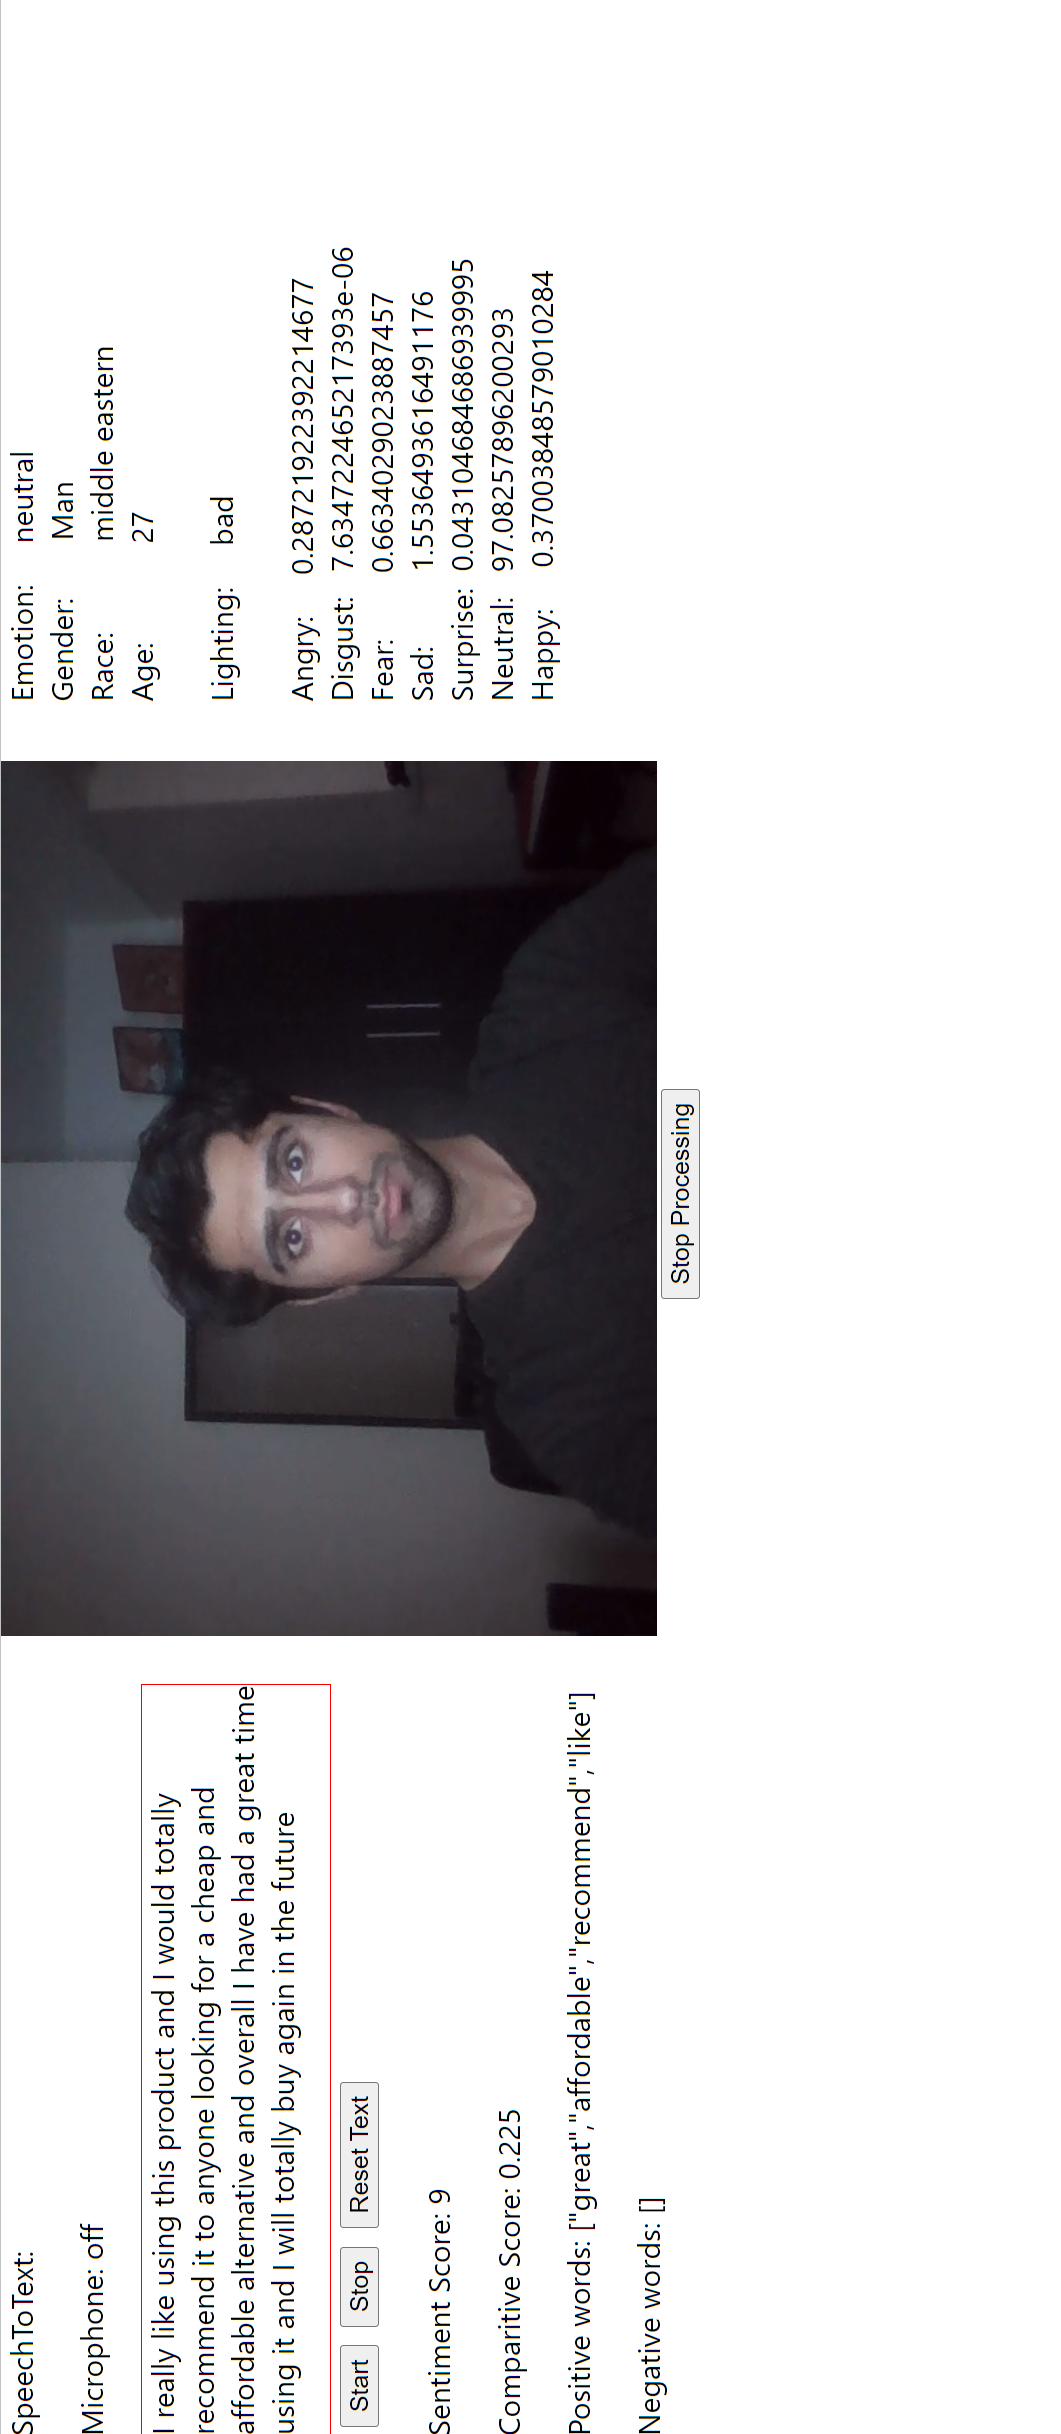 SpeechToText:
Microphone: off
I really like using this product and I would totally
recommend it to anyone looking for a cheap and
affordable alternative and overall I have had a great time
using it and I will totally buy again in the future
Start Stop Reset Text
Sentiment Score: 9
Comparitive Score: 0.225
Positive words: ["great","affordable","recommend","like"]
Negative words: []
Stop Processing
Emotion: neutral
Gender: Man
Race: middle eastern
Age: 27
Lighting: bad
Angry: 0.28721922392214677
Disgust: 7.634722465217393e-06
Fear: 0.6634029023887457
Sad: 1.5536493616491176
Surprise: 0.04310468468693999​5
Neutral: 97.0825789620​0293
Happy: 0.37003848579010284